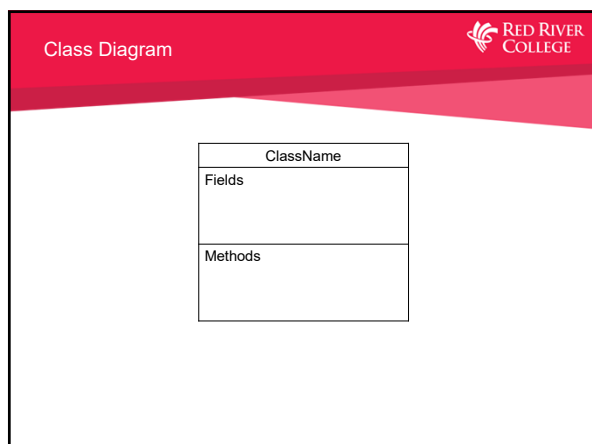 Class Diagram
RED RIVER
COLLEGE
ClassName
Fields
Methods